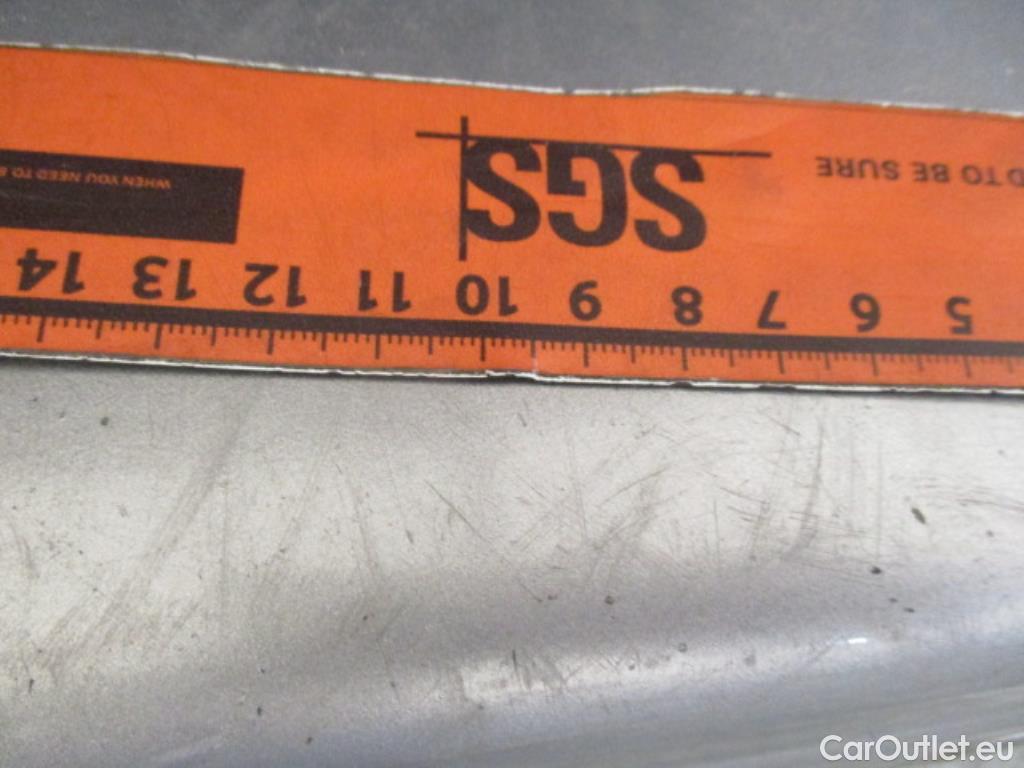 SGS
D TO BE SURE
WHEN YOU NEED TO B
5 6 7 8 9 10 11 12 13 14
CarOutlet.eu